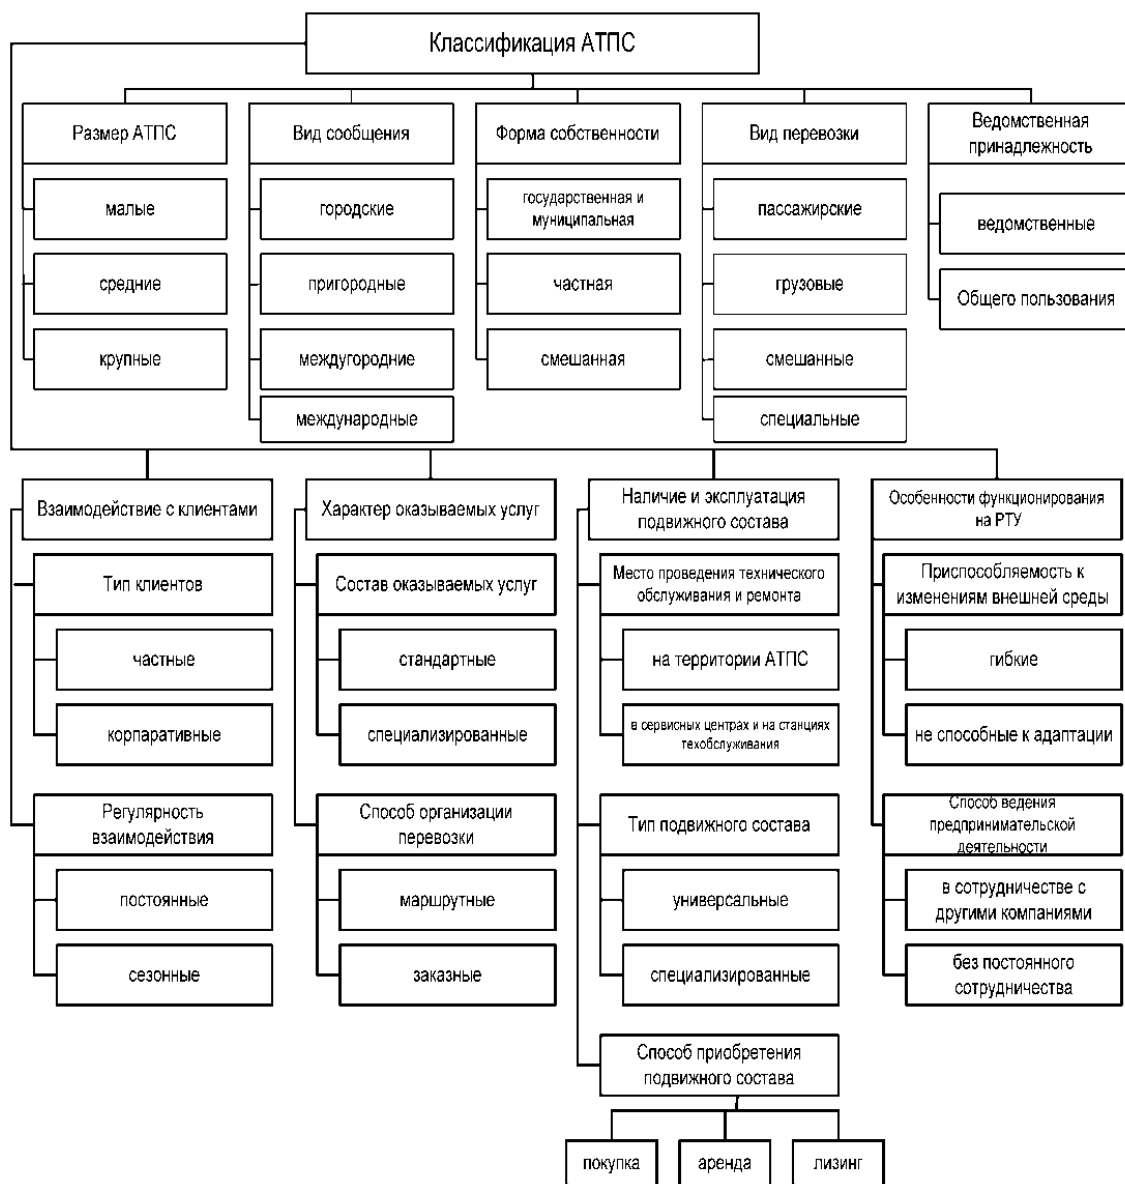 Классификация АТПС
Размер АТПС
малые
средние
крупные
Вид сообщения
городские
пригородные
междугородние
международные
Форма собственности
государственная и
муниципальная
частная
смешанная
Вид перевозки
пассажирские
грузовые
смешанные
специальные
Ведомственная
принадлежность
ведомственные
Общего пользования
Взаимодействие с клиентами
Тип клиентов
частные
корпаративные
Регулярность
взаимодействия
постоянные
сезонные
Характер оказываемых услуг
Состав оказываемых услуг
стандартные
специализированные
Способ организации
перевозки
маршрутные
заказные
Наличие и эксплуатация
подвижного состава
Место проведения технического
обслуживания и ремонта
на территории АТПС
в сервисных центрах и на станциях
техобслуживания
Тип подвижного состава
универсальные
специализированные
Способ приобретения
подвижного состава
покупка
аренда
лизинг
Особенности функционирования
на РТУ
Приспособляемость к
изменениям внешней среды
гибкие
не способные к адаптации
Способ ведения
предпринимательской
деятельности
в сотрудничестве с
другими компаниями
без постоянного
сотрудничества